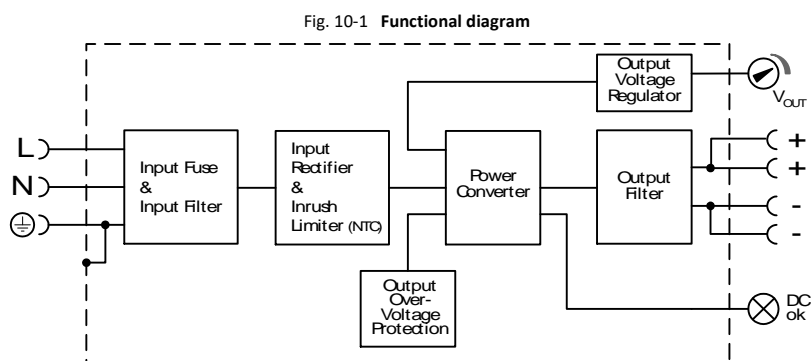 Fig. 10-1 Functional diagram
Output
Voltage
Regulator
VOUT
L
N
Input Fuse
&
Input Filter
Input
Rectifier
&
Inrush
Limiter (NTC)
Power
Converter
Output
Filter
+
+
-
-
Output
Over-
Voltage
Protection
DC
ok